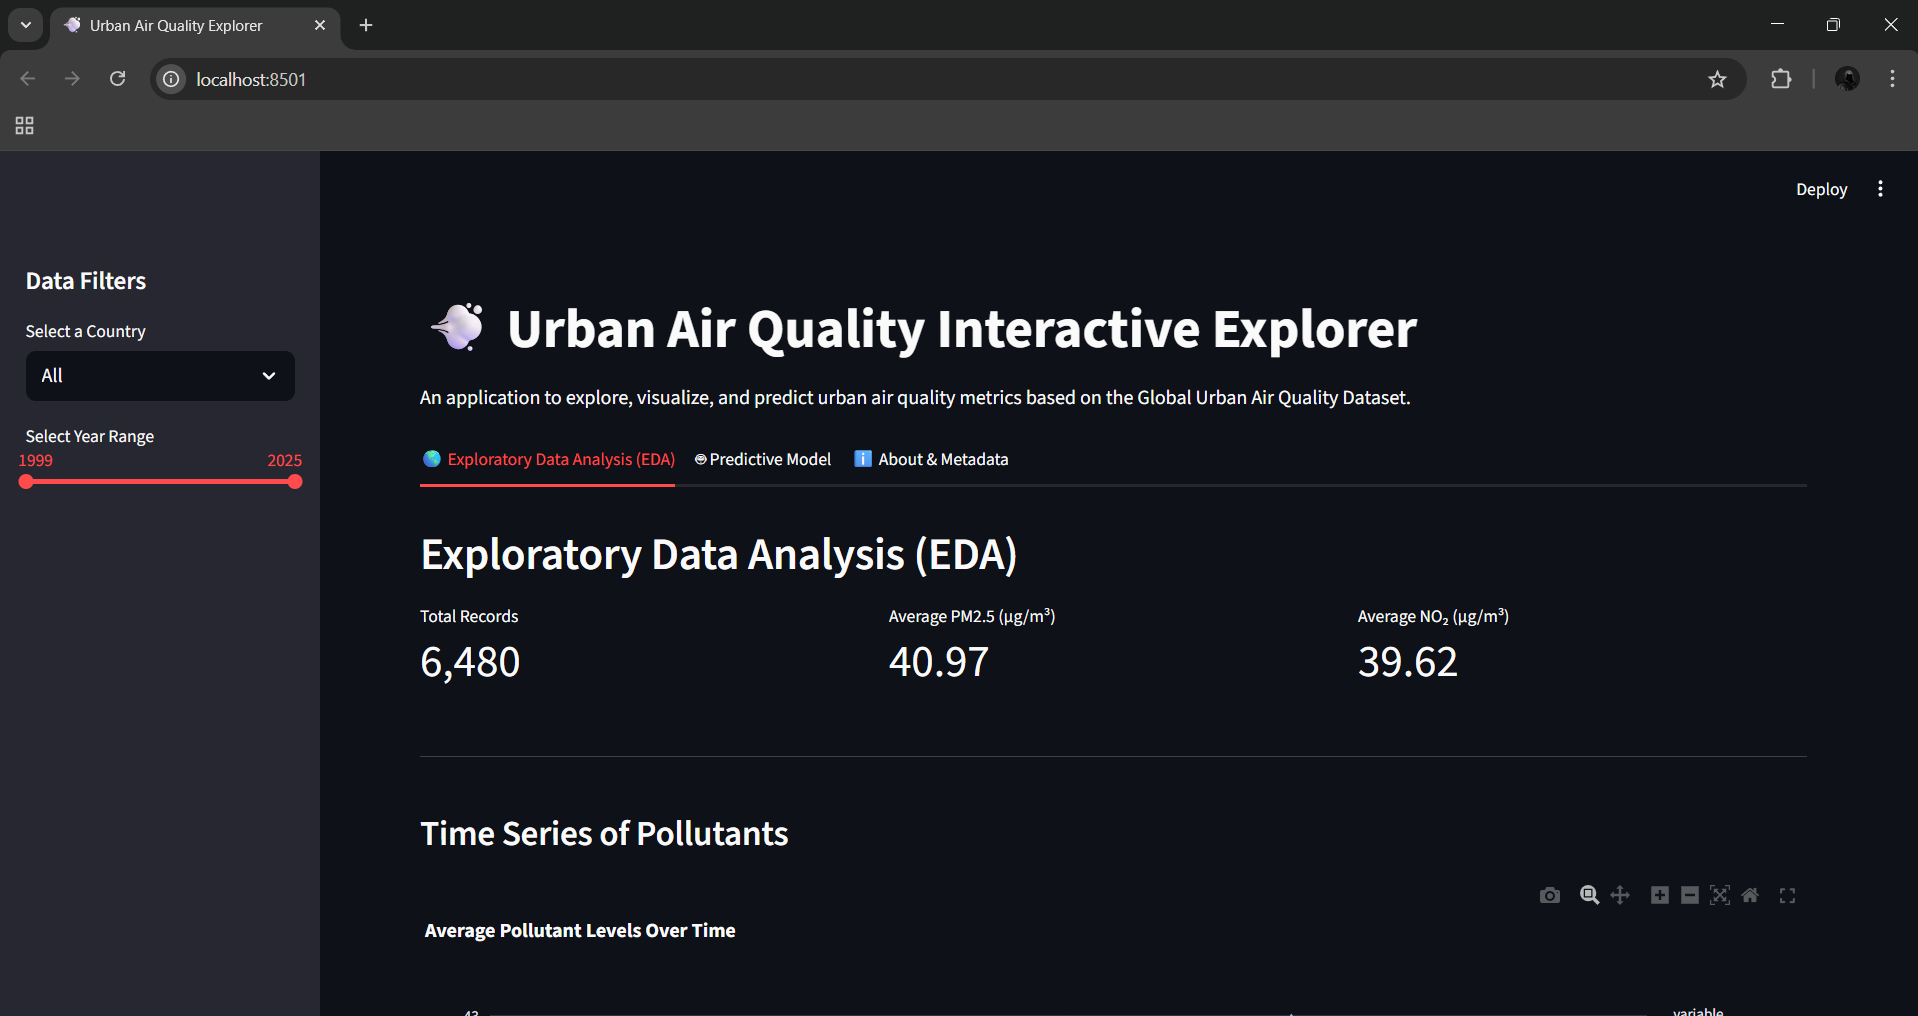 Urban Air Quality Explorer
localhost:8501
Deploy
Data Filters
Select a Country
All
Select Year Range
1999 2025
Urban Air Quality Interactive Explorer
An application to explore, visualize, and predict urban air quality metrics based on the Global Urban Air Quality Dataset.
Exploratory Data Analysis (EDA) Predictive Model About & Metadata
Exploratory Data Analysis (EDA)
Total Records Average PM2.5 (µg/m³) Average NO₂ (µg/m³)
6,480 40.97 39.62
Time Series of Pollutants
Average Pollutant Levels Over Time
variable